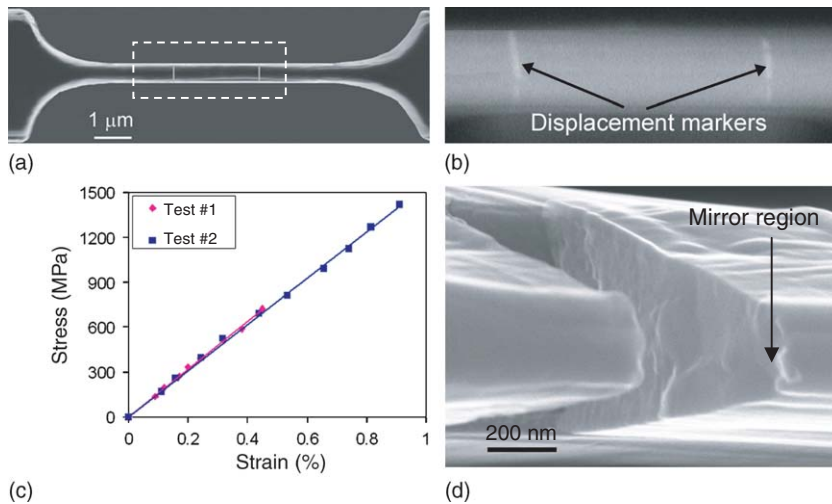 1 μm
(a)
Displacement markers
(b)
1500
1200
900
600
300
0
Stress (MPa)
Test #1
Test #2
0 0.2 0.4 0.6 0.8 1
Strain (%)
(c)
Mirror region
200 nm
(d)